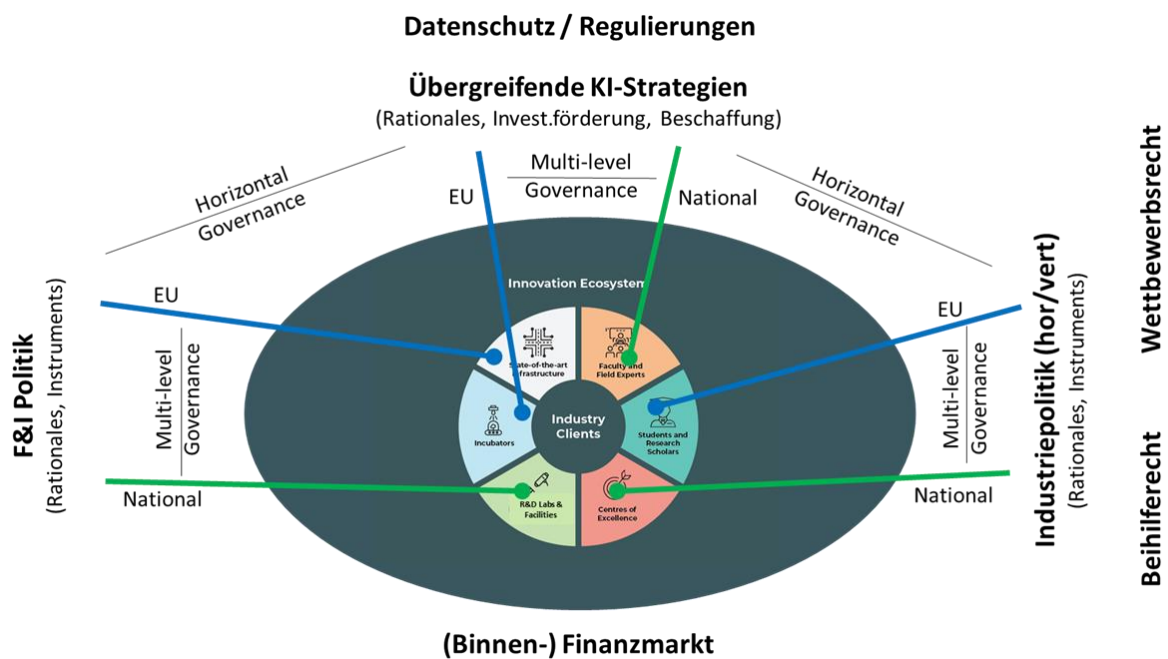 Datenschutz / Regulierungen
Übergreifende KI-Strategien
(Rationales, Invest.förderung, Beschaffung)
Horizontal
Governance
EU
Multi-level
Governance
National
Horizontal
Governance
Wettbewerbsrecht
Beihilferecht
F&I Politik
(Rationales, Instruments)
EU
Multi-level
Governance
National
Innovation Ecosystem
State-of-the-art
Infrastructure
Faculty and
Field Experts
Incubators
Industry
Clients
Students and
Research
Scholars
R&D Labs &
Facilities
Centres of
Excellence
EU
Multi-level
Governance
National
Industriepolitik (hor/vert)
(Rationales, Instruments)
(Binnen-) Finanzmarkt